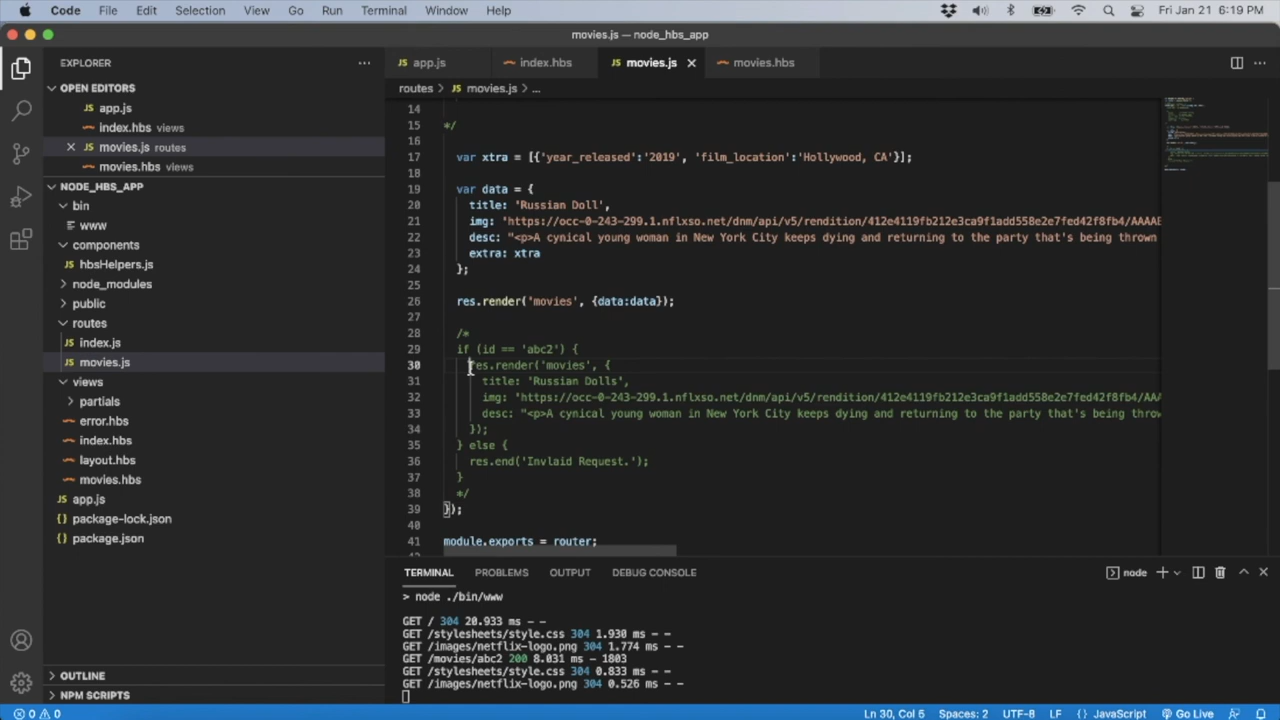 Code File Edit Selection View Go Run Terminal Window Help Fri Jan 21 6:19 PM
movies.js — node_hbs_app
EXPLORER
OPEN EDITORS
app.js
index.hbs views
movies.js routes
movies.hbs views
NODE_HBS_APP
bin
www
components
JS hbsHelpers.js
node_modules
public
routes
JS index.js
JS movies.js
views
partials
error.hbs
index.hbs
layout.hbs
movies.hbs
JS app.js
{} package-lock.json
{} package.json
OUTLINE
NPM SCRIPTS
JS app.js index.hbs JS movies.js movies.hbs
routes > JS movies.js > ...
14
15 */
16
17 var xtra = [{'year_released':'2019', 'film_location':'Hollywood, CA'}];
18
19 var data = {
20 title: 'Russian Doll',
21 img: 'https://occ-0-243-299.1.nflxso.net/dnm/api/v5/rendition/412e4119fb212e3ca9f1add558e2e7fed42f8fb4/AAAAE
22 desc: "<p>A cynical young woman in New York City keeps dying and returning to the party that's being thrown
23 extra: xtra
24 };
25
26 res.render('movies', {data:data});
27
28 /*
29 if (id == 'abc2') {
30 res.render('movies', {
31 title: 'Russian Dolls',
32 img: 'https://occ-0-243-299.1.nflxso.net/dnm/api/v5/rendition/412e4119fb212e3ca9f1add558e2e7fed42f8fb4/AAA
33 desc: "<p>A cynical young woman in New York City keeps dying and returning to the party that's being throw
34 });
35 } else {
36 res.end('Invlaid Request.');
37 }
38 */
39 });
40
41 module.exports = router;
TERMINAL PROBLEMS OUTPUT DEBUG CONSOLE node
> node ./bin/www
GET / 304 20.933 ms - -
GET /stylesheets/style.css 304 1.930 ms - -
GET /images/netflix-logo.png 304 1.774 ms - -
GET /movies/abc2 200 8.031 ms - 1803
GET /stylesheets/style.css 304 0.833 ms - -
GET /images/netflix-logo.png 304 0.526 ms - -
0 0 Ln 30, Col 5 Spaces: 2 UTF-8 LF {} JavaScript Go Live